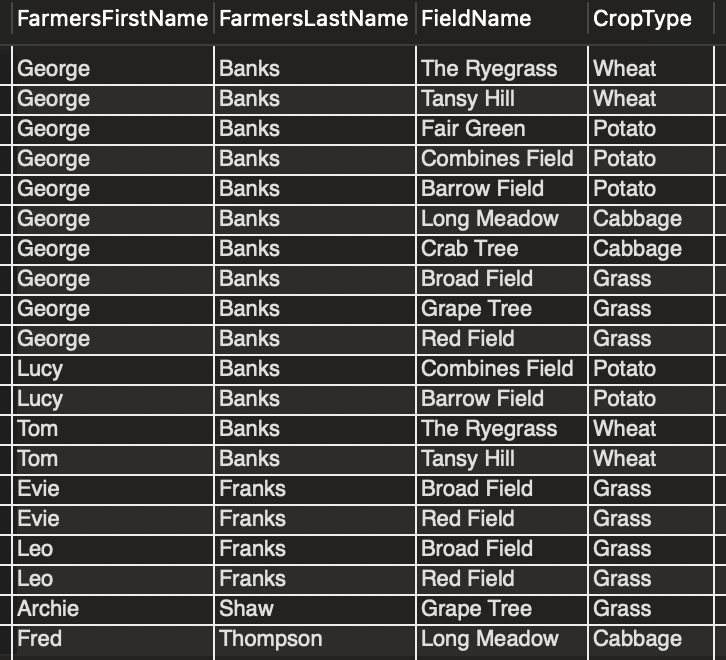 FarmersFirstName FarmersLastName FieldName CropType
George Banks The Ryegrass Wheat
George Banks Tansy Hill Wheat
George Banks Fair Green Potato
George Banks Combines Field Potato
George Banks Barrow Field Potato
George Banks Long Meadow Cabbage
George Banks Crab Tree Cabbage
George Banks Broad Field Grass
George Banks Grape Tree Grass
George Banks Red Field Grass
Lucy Banks Combines Field Potato
Lucy Banks Barrow Field Potato
Tom Banks The Ryegrass Wheat
Tom Banks Tansy Hill Wheat
Evie Franks Broad Field Grass
Evie Franks Red Field Grass
Leo Franks Broad Field Grass
Leo Franks Red Field Grass
Archie Shaw Grape Tree Grass
Fred Thompson Long Meadow Cabbage